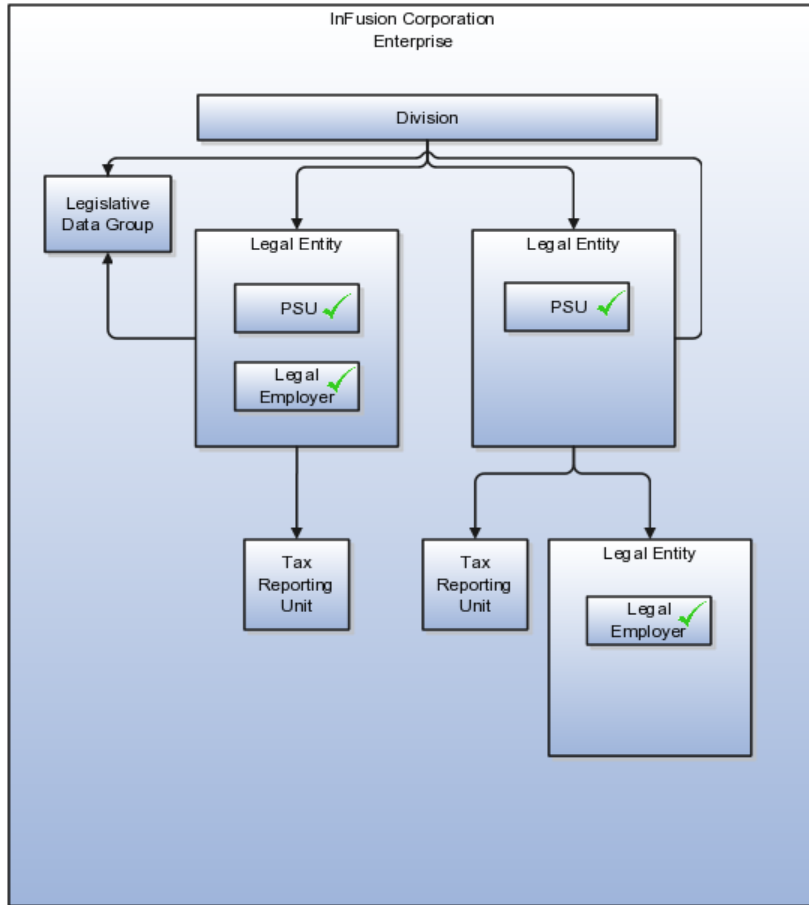 InFusion Corporation
Enterprise
Division
Legislative
Data Group
Legal Entity
PSU
Legal
Employer
Legal Entity
PSU
Tax
Reporting
Unit
Tax
Reporting
Unit
Legal Entity
Legal
Employer